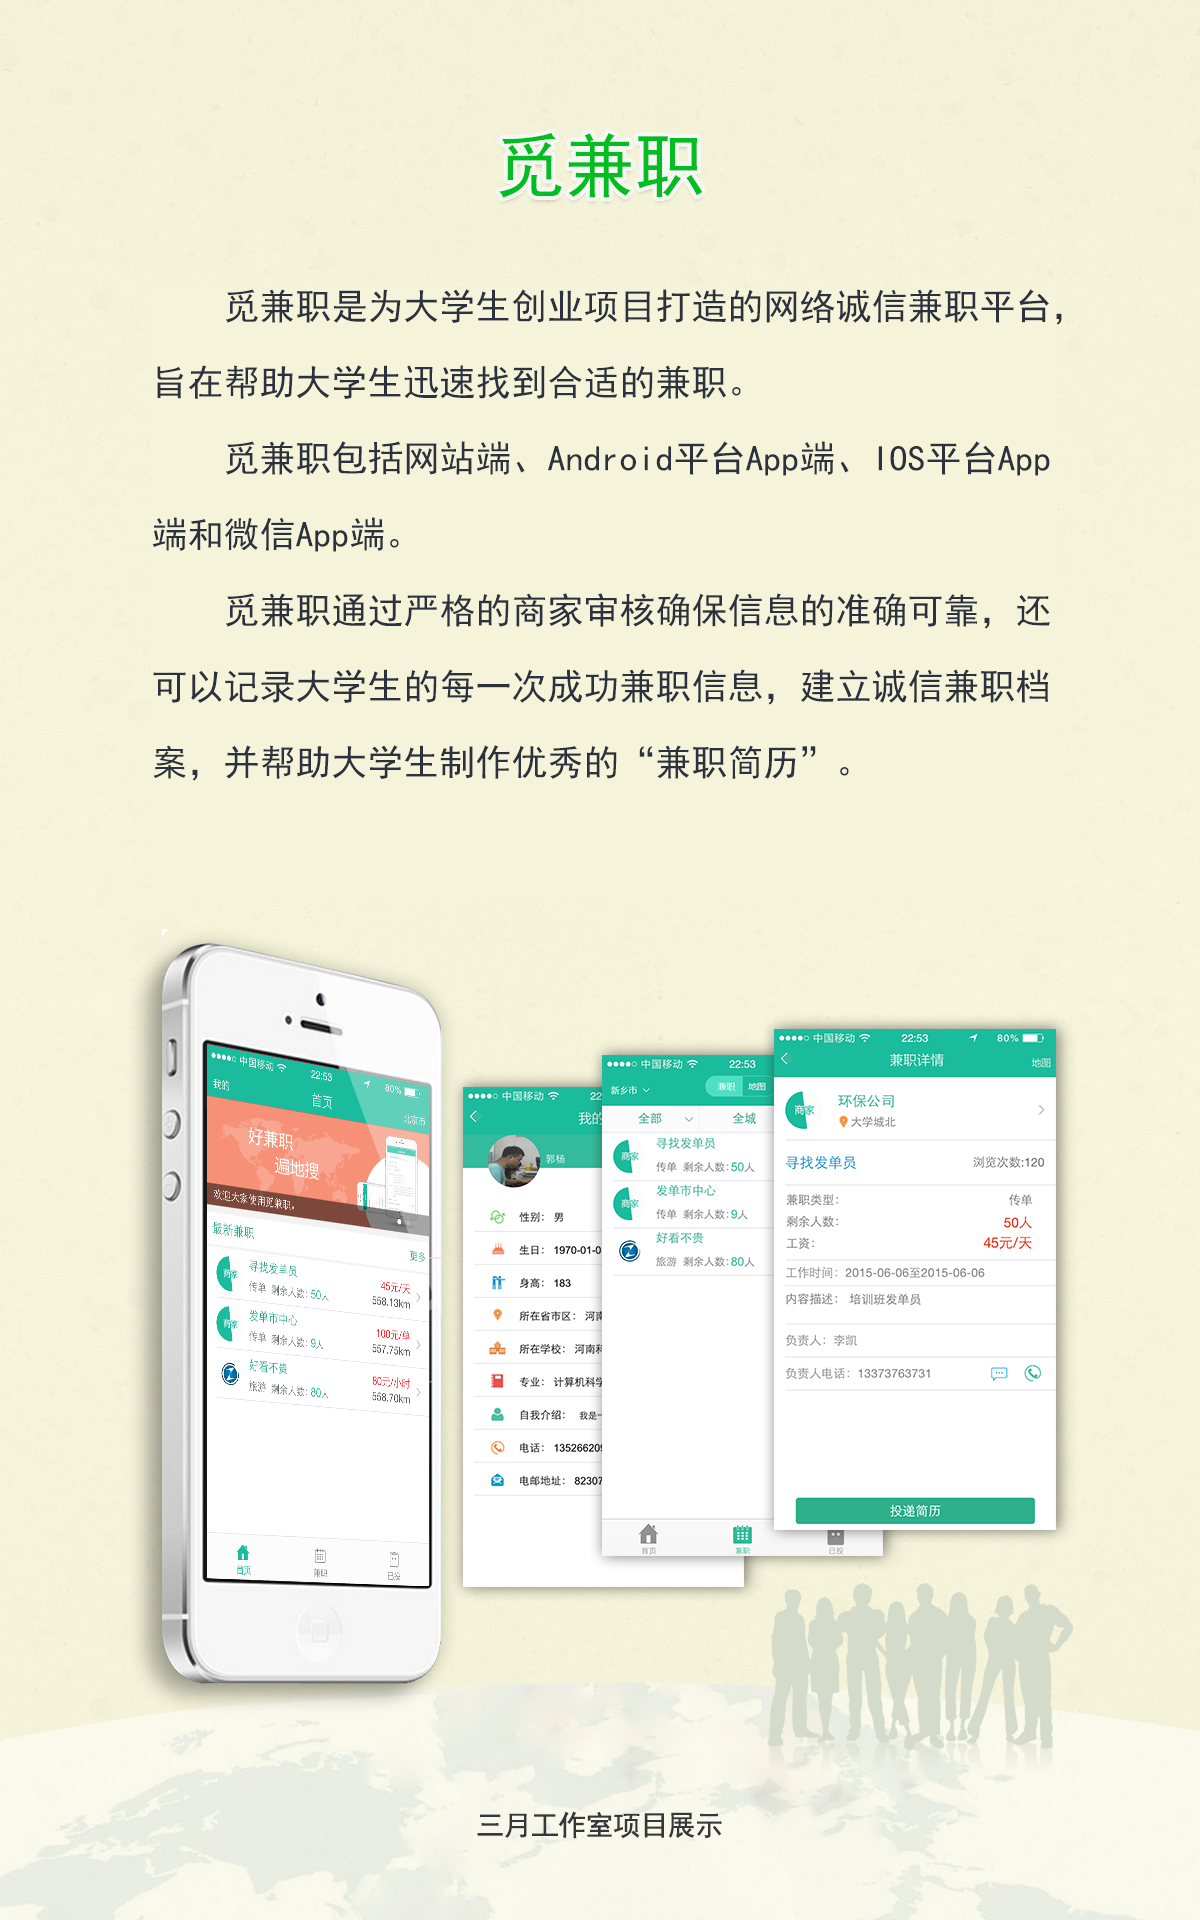 觅兼职
觅兼职是为大学生创业项目打造的网络诚信兼职平台，
旨在帮助大学生迅速找到合适的兼职。
觅兼职包括网站端、Android平台App端、IOS平台App
端和微信App端。
觅兼职通过严格的商家审核确保信息的准确可靠，还
可以记录大学生的每一次成功兼职信息，建立诚信兼职档
案，并帮助大学生制作优秀的“兼职简历”。
中国移动 22:53 80%
我的 首页 北京市
好兼职
遍地搜
欢迎大家使用觅兼职。
最新兼职 更多
商家 寻找发单员 45元/天
传单 剩余人数: 50人 558.13km
商家 发单市中心 100元/单
传单 剩余人数: 9人 557.75km
好看不贵 80元/小时
旅游 剩余人数: 80人 558.70km
首页 兼职 已投
中国移动 22
我的
郭杨
性别： 男
生日： 1970-01-0
身高： 183
所在省市区： 河南
所在学校： 河南科
专业： 计算机科学
自我介绍： 我是一
电话： 13526620
电邮地址： 82307
中国移动 22:53
新乡市 兼职 地图
全部 全城
商家 寻找发单员
传单 剩余人数: 50人
商家 发单市中心
传单 剩余人数: 9人
好看不贵
旅游 剩余人数: 80人
首页 兼职 已投
中国移动 22:53 80%
兼职详情 地图
商家 环保公司
大学城北
寻找发单员 浏览次数:120
兼职类型： 传单
剩余人数： 50人
工资： 45元/天
工作时间：2015-06-06至2015-06-06
内容描述： 培训班发单员
负责人：李凯
负责人电话：13373763731
投递简历
三月工作室项目展示